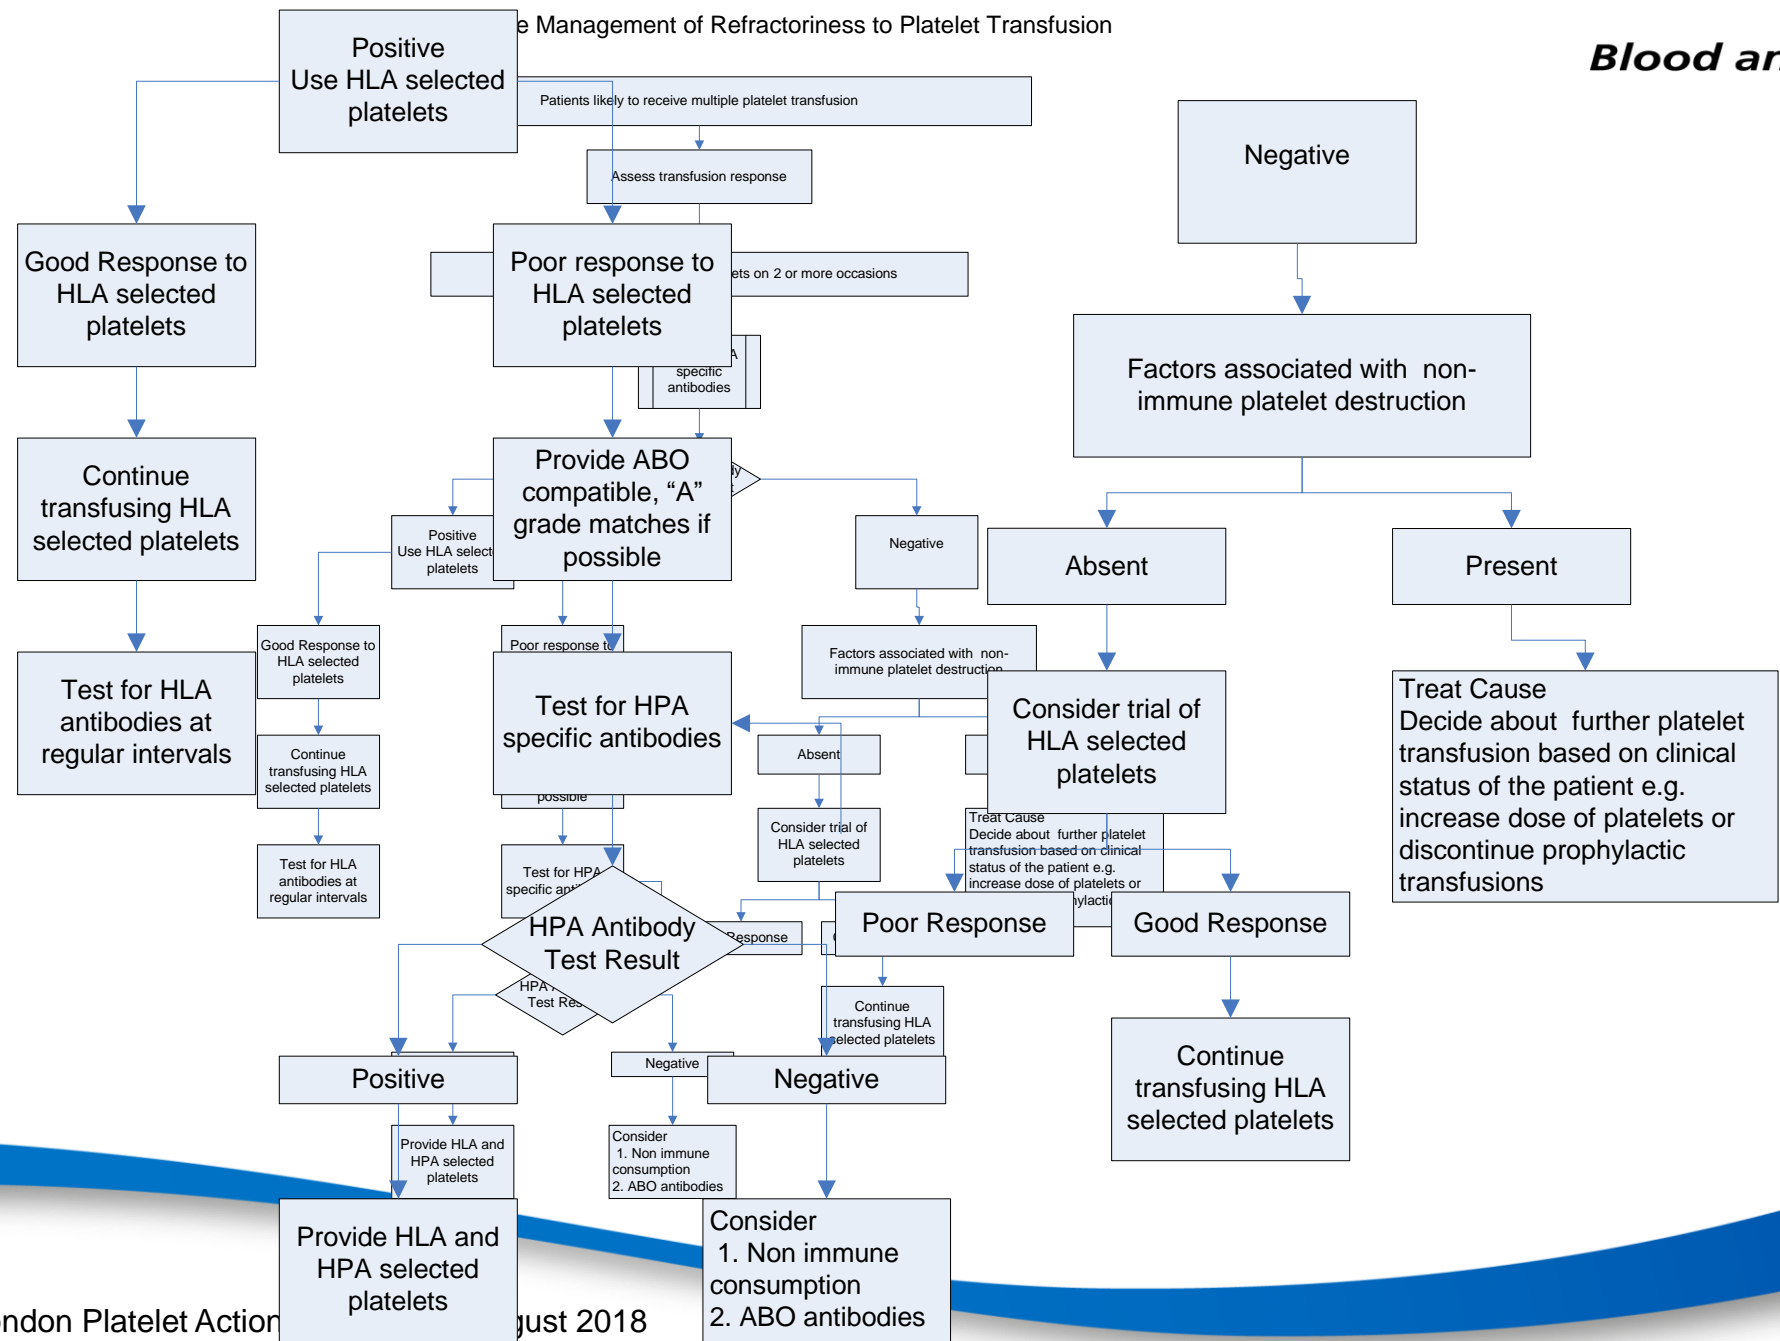 e Management of Refractoriness to Platelet Transfusion
Blood an
Positive
Use HLA selected
platelets
Patients likely to receive multiple platelet transfusion
Assess transfusion response
Negative
Good Response to
HLA selected
platelets
Poor response to
HLA selected
platelets
ets on 2 or more occasions
A
specific
antibodies
Factors associated with non-
immune platelet destruction
Continue
transfusing HLA
selected platelets
Provide ABO
compatible, “A”
grade matches if
possible
Positive
Use HLA select
platelets
Negative
Absent
Present
Test for HLA
antibodies at
regular intervals
Good Response to
HLA selected
platelets
Poor response to
Test for HPA
specific antibodies
Factors associated with non-
immune platelet destruction
Consider trial of
HLA selected
platelets
Treat Cause
Decide about further platelet
transfusion based on clinical
status of the patient e.g.
increase dose of platelets or
discontinue prophylactic
transfusions
Continue
transfusing HLA
selected platelets
possible
Absent
Consider trial of
HLA selected
platelets
Treat Cause
Decide about further platelet
transfusion based on clinical
status of the patient e.g.
increase dose of platelets or
ylactic
Test for HLA
antibodies at
regular intervals
Test for HPA
specific anti
HPA Antibody
Test Result
Response
Poor Response
Good Response
HPA
Test Res
Continue
transfusing HLA
selected platelets
Continue
transfusing HLA
selected platelets
Positive
Negative
Negative
Provide HLA and
HPA selected
platelets
Consider
1. Non immune
consumption
2. ABO antibodies
Provide HLA and
HPA selected
platelets
Consider
1. Non immune
consumption
2. ABO antibodies
ondon Platelet Action
gust 2018